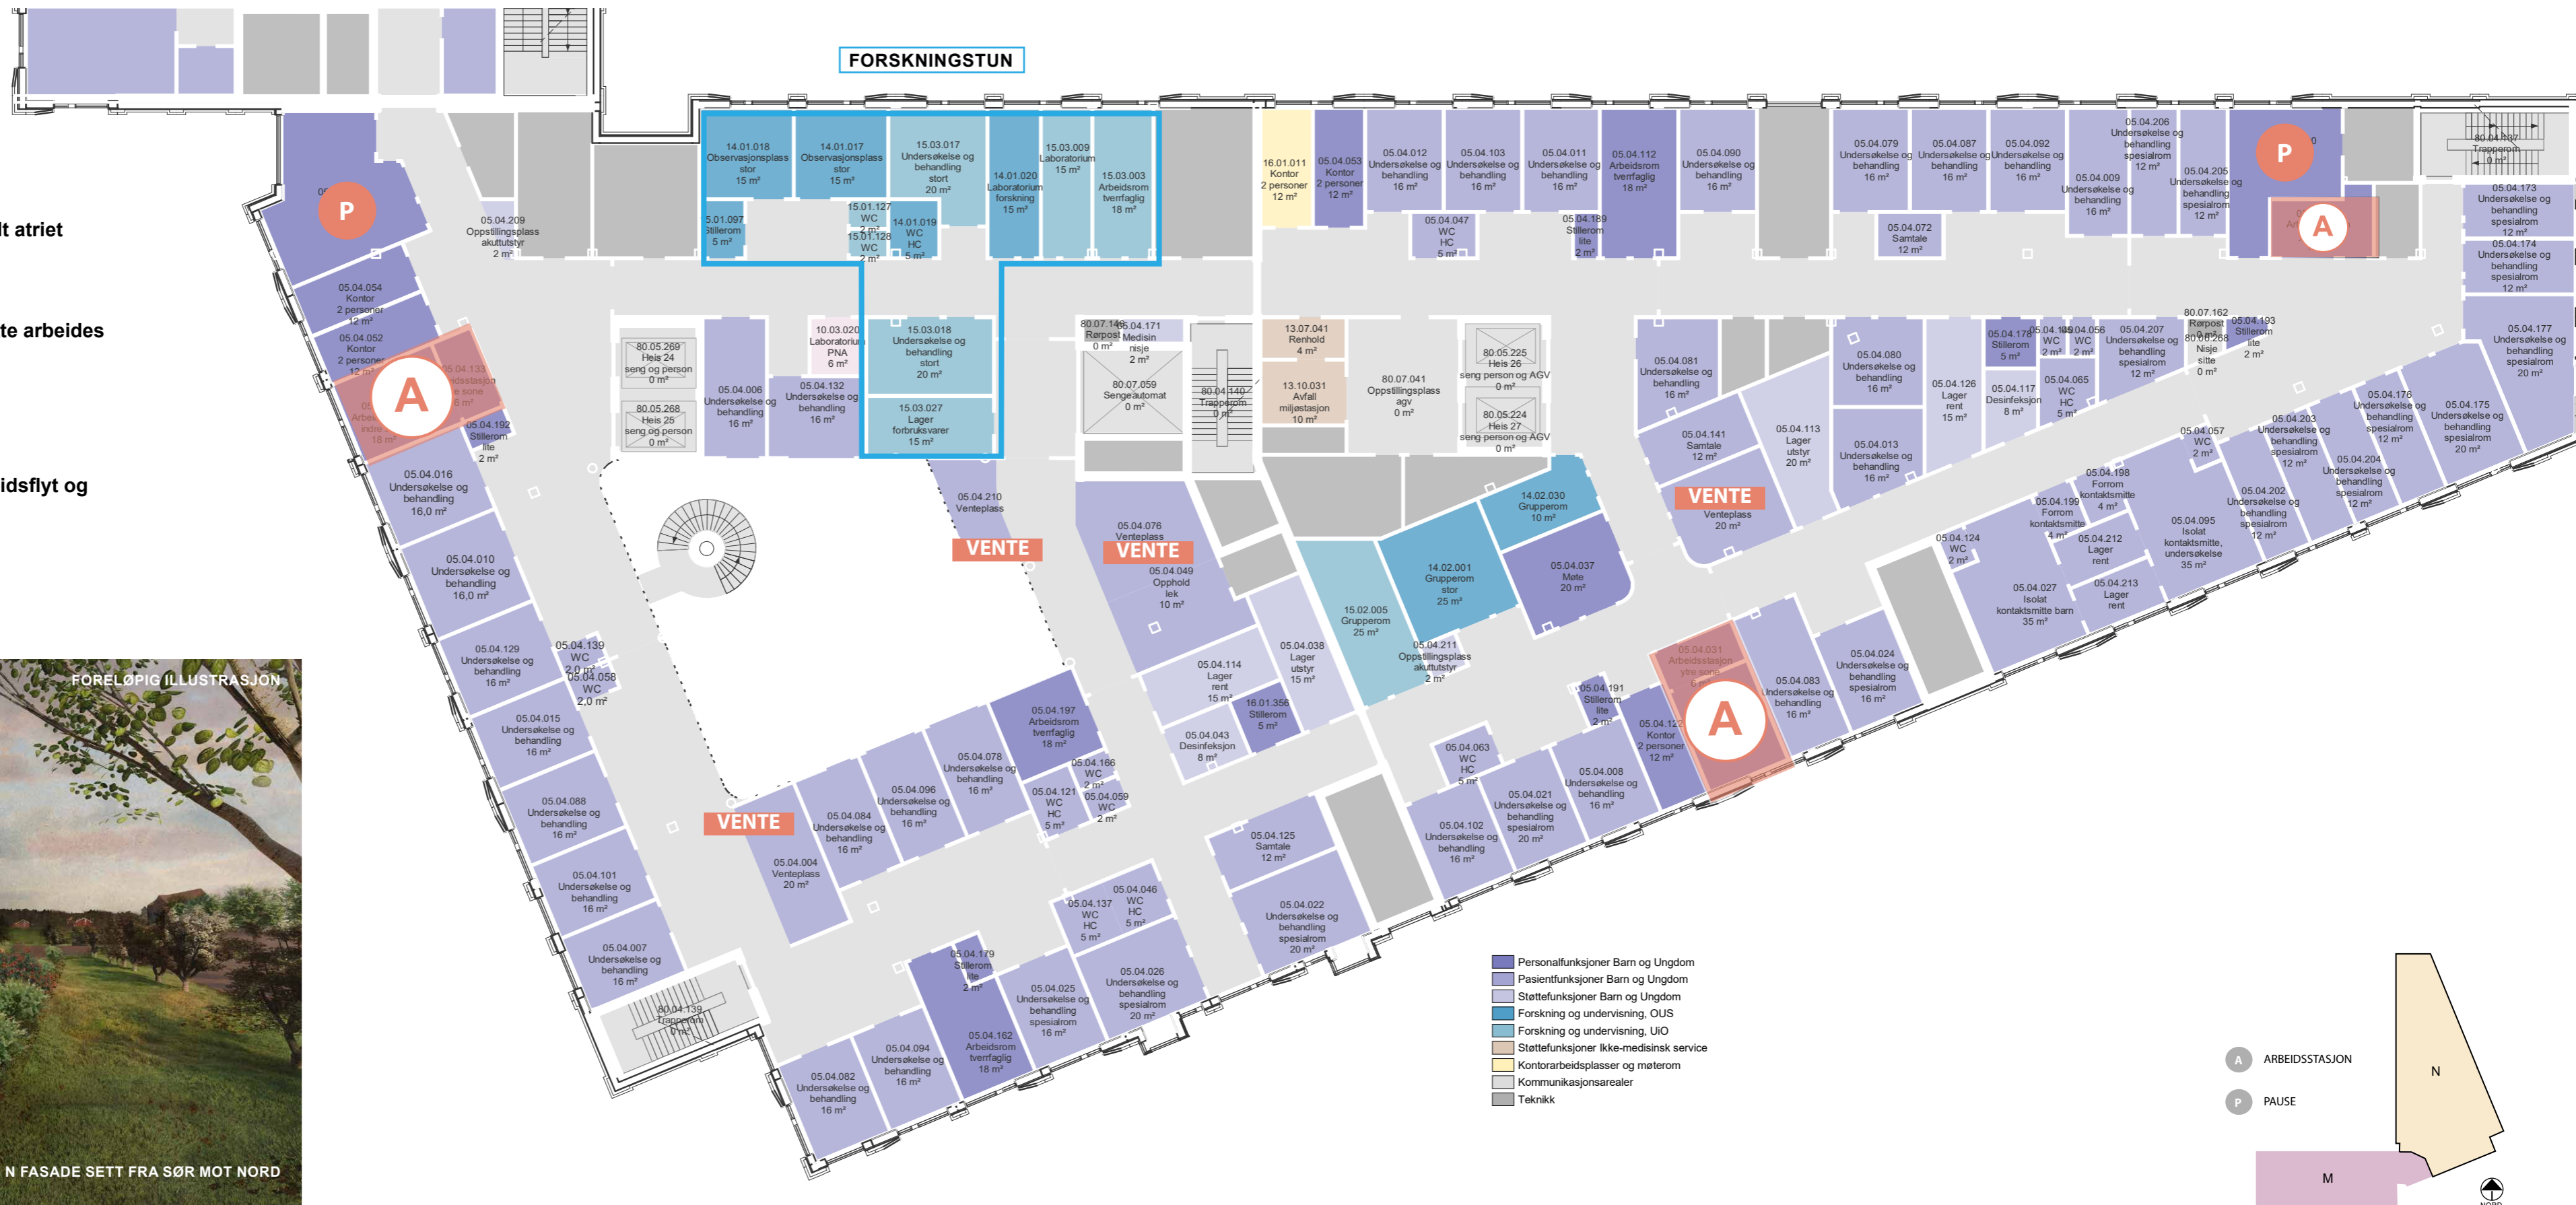 FORSKNINGSTUN
t atriet
te arbeides
idsflyt og
FORELØPIG ILLUSTRASJON
N FASADE SETT FRA SØR MOT NORD
P
05.04.209
Oppstillingsplass
akuttutstyr
2 m²
05.04.054
Kontor
2 personer
12 m²
05.04.052
Kontor
2 personer
12 m²
A
05.04.133
sone
6 m²
18 m²
05.04.192
Stillerom
lite
2 m²
05.04.016
Undersøkelse og
behandling
16,0 m²
05.04.010
Undersøkelse og
behandling
16,0 m²
05.04.129
Undersøkelse og
behandling
16 m²
05.04.139
WC
2,0 m²
05.04.058
WC
2,0 m²
05.04.015
Undersøkelse og
behandling
16 m²
05.04.088
Undersøkelse og
behandling
16 m²
05.04.101
Undersøkelse og
behandling
16 m²
05.04.007
Undersøkelse og
behandling
16 m²
80.04.139
Trapperom
0 m²
14.01.018
Observasjonsplass
stor
15 m²
14.01.017
Observasjonsplass
stor
15 m²
15.03.017
Undersøkelse og
behandling
stort
20 m²
14.01.020
Laboratorium
forskning
15 m²
15.03.009
Laboratorium
15 m²
15.03.003
Arbeidsrom
tverrfaglig
18 m²
5.01.097
Stillerom
5 m²
15.01.127
WC
2 m²
15.01.128
WC
2 m²
14.01.019
WC
HC
5 m²
80.05.269
Heis 24
seng og person
0 m²
80.05.268
Heis 25
seng og person
0 m²
05.04.006
Undersøkelse og
behandling
16 m²
10.03.020
Laboratorium
PNA
6 m²
05.04.132
Undersøkelse og
behandling
16 m²
15.03.018
Undersøkelse og
behandling
stort
20 m²
15.03.027
Lager
forbruksvarer
15 m²
Rørpost
0 m²
05.04.171
Medisin
nisje
2 m²
80.07.059
Sengeautomat
0 m²
80.04.140
Trapperom
0 m²
05.04.210
Venteplass
VENTE
05.04.076
Venteplass
VENTE
05.04.049
Opphold
lek
10 m²
05.04.114
Lager
rent
15 m²
05.04.038
Lager
utstyr
15 m²
16.01.356
Stillerom
5 m²
05.04.043
Desinfeksjon
8 m²
05.04.197
Arbeidsrom
tverrfaglig
18 m²
05.04.166
WC
2 m²
05.04.059
WC
2 m²
05.04.121
WC
HC
5 m²
05.04.078
Undersøkelse og
behandling
16 m²
05.04.096
Undersøkelse og
behandling
16 m²
05.04.084
Undersøkelse og
behandling
16 m²
VENTE
05.04.004
Venteplass
20 m²
05.04.125
Samtale
12 m²
05.04.022
Undersøkelse og
behandling
spesialrom
20 m²
05.04.046
WC
HC
5 m²
05.04.137
WC
HC
5 m²
05.04.179
Stillerom
lite
2 m²
05.04.162
Arbeidsrom
tverrfaglig
18 m²
05.04.025
Undersøkelse og
behandling
spesialrom
16 m²
05.04.026
Undersøkelse og
behandling
spesialrom
20 m²
05.04.094
Undersøkelse og
behandling
16 m²
05.04.082
Undersøkelse og
behandling
16 m²
16.01.011
Kontor
2 personer
12 m²
05.04.053
Kontor
2 personer
12 m²
05.04.012
Undersøkelse og
behandling
16 m²
05.04.103
Undersøkelse og
behandling
16 m²
05.04.011
Undersøkelse og
behandling
16 m²
05.04.112
Arbeidsrom
tverrfaglig
18 m²
05.04.090
Undersøkelse og
behandling
16 m²
05.04.047
WC
HC
5 m²
05.04.189
Stillerom
lite
2 m²
05.04.079
Undersøkelse og
behandling
16 m²
05.04.087
Undersøkelse og
behandling
16 m²
05.04.092
Undersøkelse og
behandling
16 m²
05.04.072
Samtale
12 m²
05.04.206
Undersøkelse og
behandling
spesialrom
12 m²
05.04.009
Undersøkelse og
behandling
16 m²
05.04.205
Undersøkelse og
behandling
spesialrom
12 m²
P
A
80.04.137
Trapperom
0 m²
05.04.173
Undersøkelse og
behandling
spesialrom
12 m²
05.04.174
Undersøkelse og
behandling
spesialrom
12 m²
05.04.177
Undersøkelse og
behandling
spesialrom
20 m²
13.07.041
Renhold
4 m²
13.10.031
Avfall
miljøstasjon
10 m²
80.07.041
Oppstillingsplass
agv
0 m²
80.05.225
Heis 26
seng person og AGV
0 m²
80.05.224
Heis 27
seng person og AGV
0 m²
05.04.081
Undersøkelse og
behandling
16 m²
05.04.141
Samtale
12 m²
05.04.113
Lager
utstyr
20 m²
VENTE
Venteplass
20 m²
05.04.080
Undersøkelse og
behandling
16 m²
05.04.013
Undersøkelse og
behandling
16 m²
05.04.126
Lager
rent
15 m²
05.04.178
Stillerom
5 m²
WC
2 m²
05.04.056
WC
2 m²
05.04.117
Desinfeksjon
8 m²
05.04.065
WC
HC
5 m²
05.04.207
Undersøkelse og
behandling
spesialrom
12 m²
80.07.162
Rørpost
0 m²
80.06.268
Nisje
sitte
0 m²
05.04.193
Stillerom
lite
2 m²
14.02.030
Grupperom
10 m²
14.02.001
Grupperom
stor
25 m²
05.04.037
Møte
20 m²
15.02.005
Grupperom
25 m²
05.04.211
Oppstillingsplass
akuttutstyr
2 m²
05.04.031
Arbeidsstasjon
ytre sone
6 m²
A
05.04.191
Stillerom
lite
2 m²
05.04.122
Kontor
2 personer
12 m²
05.04.083
Undersøkelse og
behandling
16 m²
05.04.024
Undersøkelse og
behandling
spesialrom
16 m²
05.04.063
WC
HC
5 m²
05.04.008
Undersøkelse og
behandling
16 m²
05.04.021
Undersøkelse og
behandling
spesialrom
20 m²
05.04.102
Undersøkelse og
behandling
16 m²
05.04.124
WC
2 m²
05.04.027
Isolat
kontaktsmitte barn
35 m²
05.04.199
Forrom
kontaktsmitte
4 m²
05.04.198
Forrom
kontaktsmitte
4 m²
05.04.212
Lager
rent
05.04.213
Lager
rent
05.04.095
Isolat
kontaktsmitte,
undersøkelse
35 m²
05.04.057
WC
2 m²
05.04.202
Undersøkelse og
behandling
spesialrom
12 m²
05.04.203
Undersøkelse og
behandling
spesialrom
12 m²
05.04.204
Undersøkelse og
behandling
spesialrom
12 m²
05.04.176
Undersøkelse og
behandling
spesialrom
12 m²
05.04.175
Undersøkelse og
behandling
spesialrom
20 m²
Personalfunksjoner Barn og Ungdom
Pasientfunksjoner Barn og Ungdom
Støttefunksjoner Barn og Ungdom
Forskning og undervisning, OUS
Forskning og undervisning, UiO
Støttefunksjoner Ikke-medisinsk service
Kontorarbeidsplasser og møterom
Kommunikasjonsarealer
Teknikk
A ARBEIDSSTASJON
P PAUSE
N
M
NORD